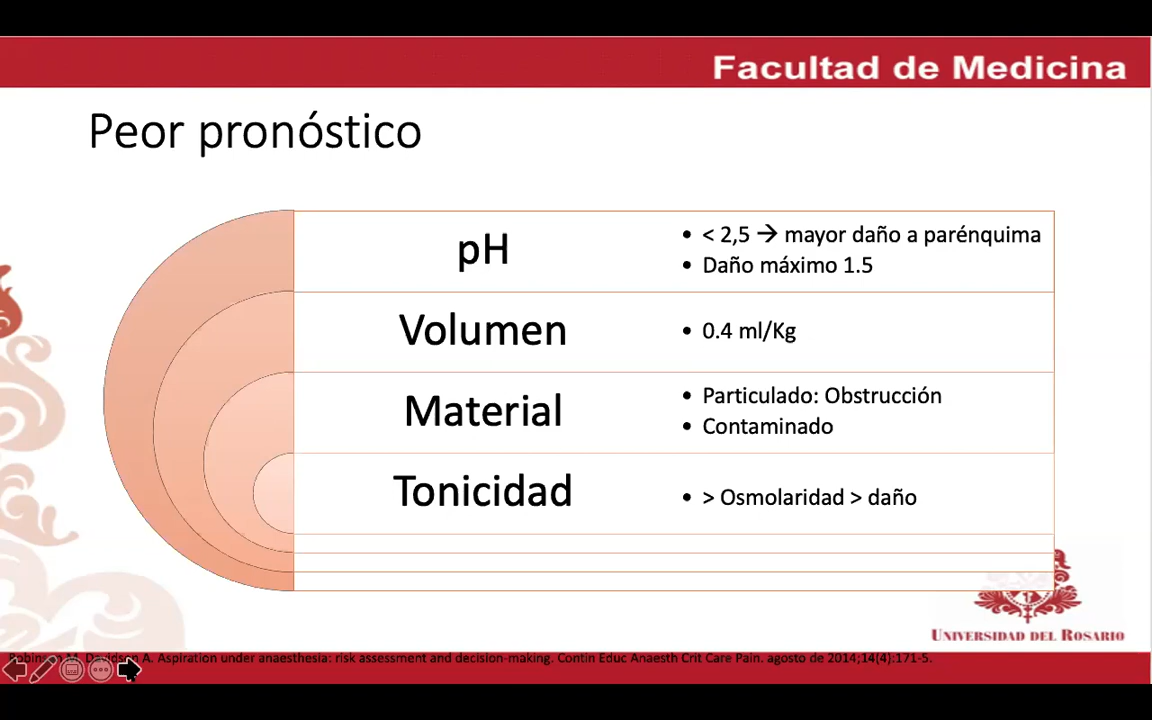 Facultad de Medicina
Peor pronóstico
pH
• < 2,5 → mayor daño a parénquima
• Daño máximo 1.5
Volumen
• 0.4 ml/Kg
Material
• Particulado: Obstrucción
• Contaminado
Tonicidad
• > Osmolaridad > daño
Universidad del Rosario
A. Aspiration under anaesthesia: risk assessment and decision-making. Contin Educ Anaesth Crit Care Pain. agosto de 2014;14(4):171-5.